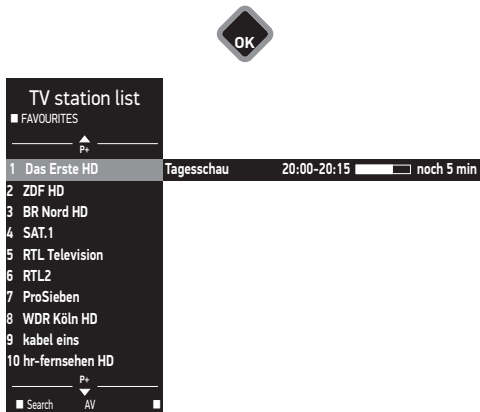 OK
TV station list
FAVOURITES
P+
1 Das Erste HD Tagesschau 20:00-20:15 noch 5 min
2 ZDF HD
3 BR Nord HD
4 SAT.1
5 RTL Television
6 RTL2
7 ProSieben
8 WDR Köln HD
9 kabel eins
10 hr-fernsehen HD
P+
Search AV